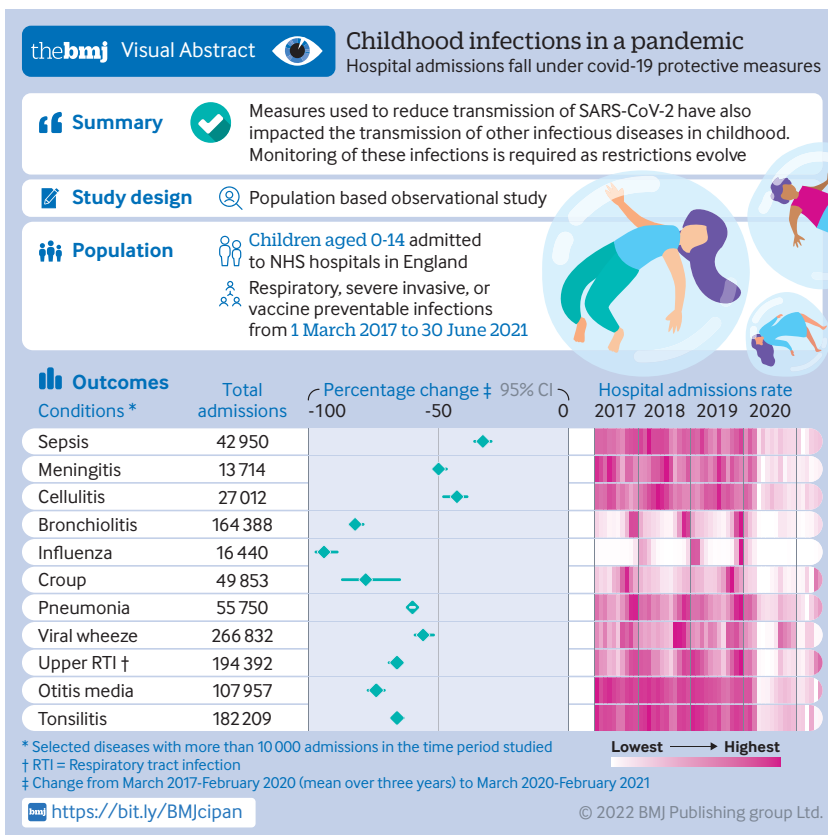 thebmj Visual Abstract
Childhood infections in a pandemic
Hospital admissions fall under covid-19 protective measures
Summary
Measures used to reduce transmission of SARS-CoV-2 have also
impacted the transmission of other infectious diseases in childhood.
Monitoring of these infections is required as restrictions evolve
Study design
Population based observational study
Population
Children aged 0-14 admitted
to NHS hospitals in England
Respiratory, severe invasive, or
vaccine preventable infections
from 1 March 2017 to 30 June 2021
Outcomes
Conditions *
Total
admissions
Percentage change ‡ 95% CI
-100 -50 0
Hospital admissions rate
2017 2018 2019 2020
Sepsis 42 950
Meningitis 13 714
Cellulitis 27 012
Bronchiolitis 164 388
Influenza 16 440
Croup 49 853
Pneumonia 55 750
Viral wheeze 266 832
Upper RTI † 194 392
Otitis media 107 957
Tonsilitis 182 209
* Selected diseases with more than 10 000 admissions in the time period studied
† RTI = Respiratory tract infection
‡ Change from March 2017-February 2020 (mean over three years) to March 2020-February 2021
Lowest Highest
bmj https://bit.ly/BMJcipan
© 2022 BMJ Publishing group Ltd.